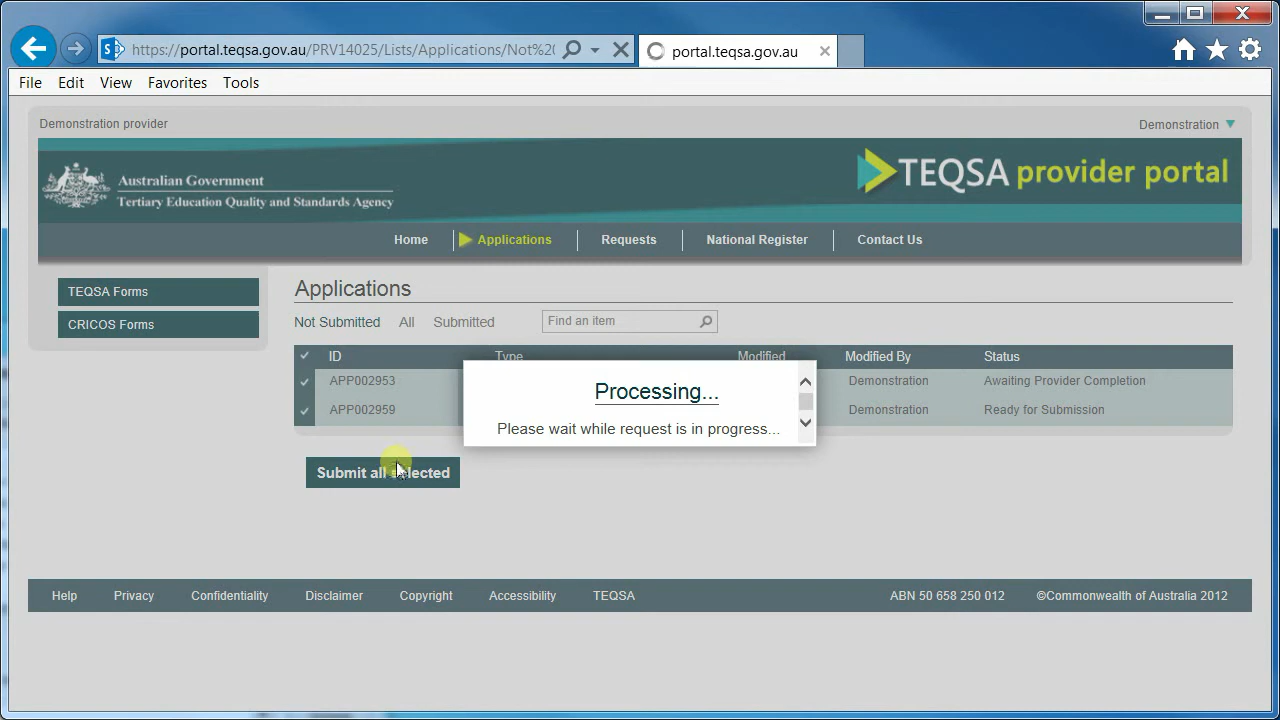 https://portal.teqsa.gov.au/PRV14025/Lists/Applications/Not%20
portal.teqsa.gov.au
File Edit View Favorites Tools
Demonstration provider
Demonstration
Australian Government
Tertiary Education Quality and Standards Agency
TEQSA provider portal
Home Applications Requests National Register Contact Us
TEQSA Forms
CRICOS Forms
Applications
Not Submitted All Submitted Find an item
ID Type Modified Modified By Status
APP002953 Demonstration Awaiting Provider Completion
APP002959 Demonstration Ready for Submission
Processing...
Please wait while request is in progress...
Submit all selected
Help Privacy Confidentiality Disclaimer Copyright Accessibility TEQSA ABN 50 658 250 012 ©Commonwealth of Australia 2012